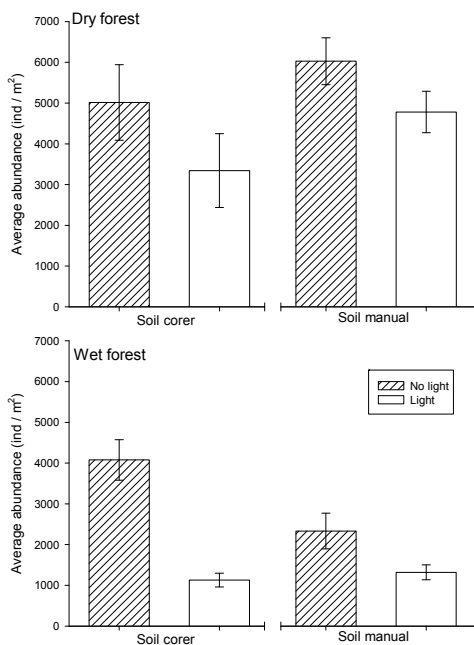 Dry forest
7000
6000
5000
4000
3000
2000
1000
0
Average abundance (ind / m²)
Soil corer
Soil manual
Wet forest
7000
6000
5000
4000
3000
2000
1000
0
Average abundance (ind / m²)
No light
Light
Soil corer
Soil manual